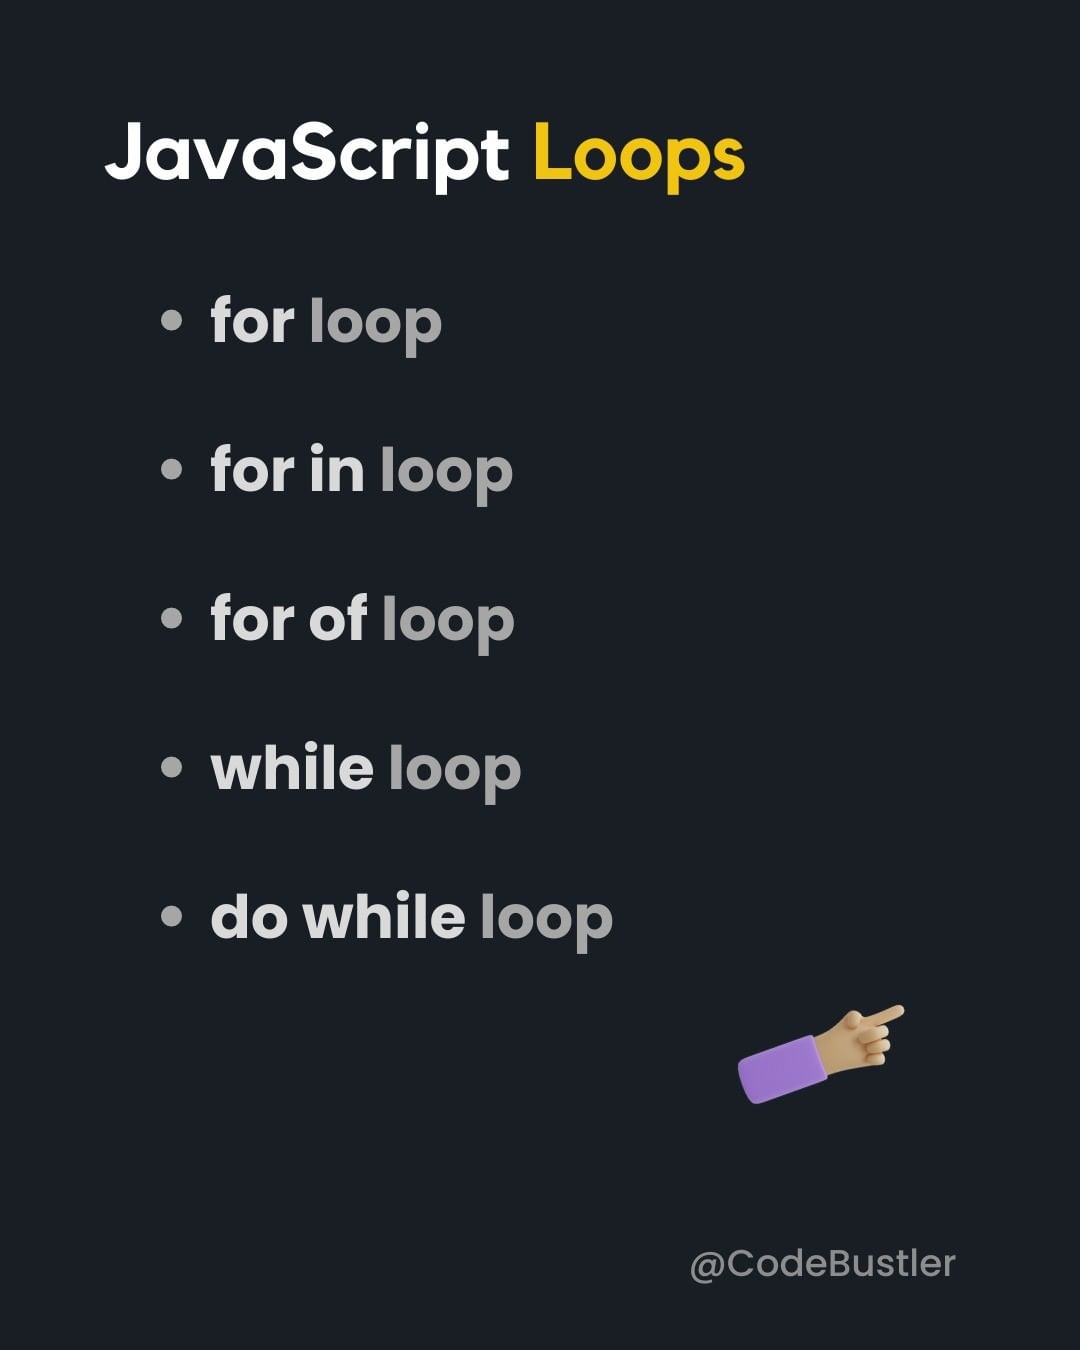 JavaScript Loops
• for loop
• for in loop
• for of loop
• while loop
• do while loop
@CodeBustler